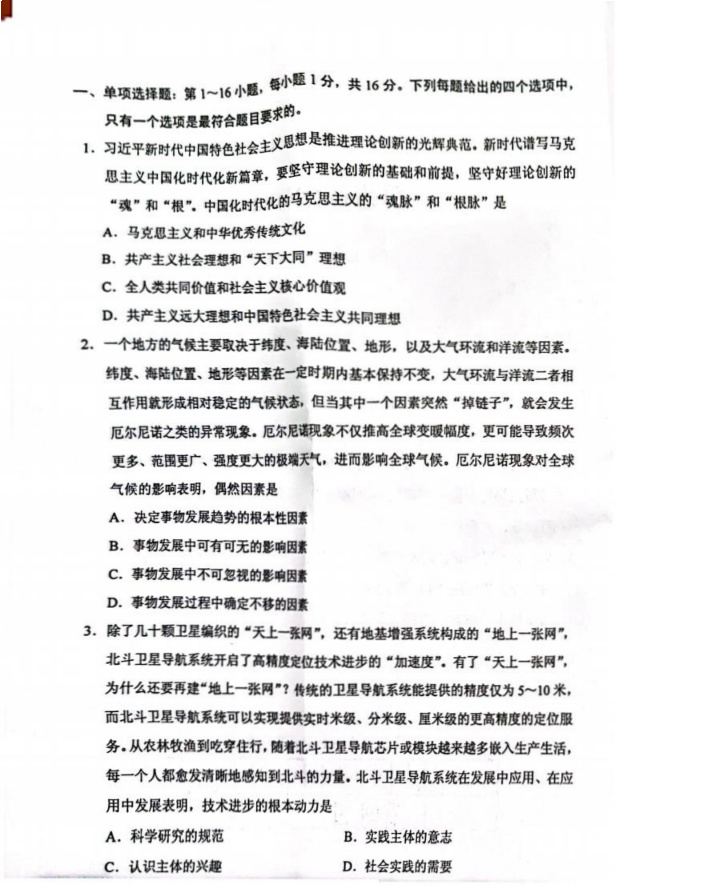 一、单项选择题：第1～16小题，每小题1分，共16分。下列每题给出的四个选项中，
只有一个选项是最符合题目要求的。
1．习近平新时代中国特色社会主义思想是推进理论创新的光辉典范。新时代谱写马克
思主义中国化时代化新篇章，要坚守理论创新的基础和前提，坚守好理论创新的
“魂”和“根”。中国化时代化的马克思主义的“魂脉”和“根脉”是
A．马克思主义和中华优秀传统文化
B．共产主义社会理想和“天下大同”理想
C．全人类共同价值和社会主义核心价值观
D．共产主义远大理想和中国特色社会主义共同理想
2．一个地方的气候主要取决于纬度、海陆位置、地形，以及大气环流和洋流等因素。
纬度、海陆位置、地形等因素在一定时期内基本保持不变，大气环流与洋流二者相
互作用就形成相对稳定的气候状态，但当其中一个因素突然“掉链子”，就会发生
厄尔尼诺之类的异常现象。厄尔尼诺现象不仅推高全球变暖幅度，更可能导致频次
更多、范围更广、强度更大的极端天气，进而影响全球气候。厄尔尼诺现象对全球
气候的影响表明，偶然因素是
A．决定事物发展趋势的根本性因素
B．事物发展中可有可无的影响因素
C．事物发展中不可忽视的影响因素
D．事物发展过程中确定不移的因素
3．除了几十颗卫星编织的“天上一张网”，还有地基增强系统构成的“地上一张网”，
北斗卫星导航系统开启了高精度定位技术进步的“加速度”。有了“天上一张网”，
为什么还要再建“地上一张网”？传统的卫星导航系统能提供的精度仅为5～10米，
而北斗卫星导航系统可以实现提供实时米级、分米级、厘米级的更高精度的定位服
务。从农林牧渔到吃穿住行，随着北斗卫星导航芯片或模块越来越多嵌入生产生活，
每一个人都愈发清晰地感知到北斗的力量。北斗卫星导航系统在发展中应用、在应
用中发展表明，技术进步的根本动力是
A．科学研究的规范 B．实践主体的意志
C．认识主体的兴趣 D．社会实践的需要